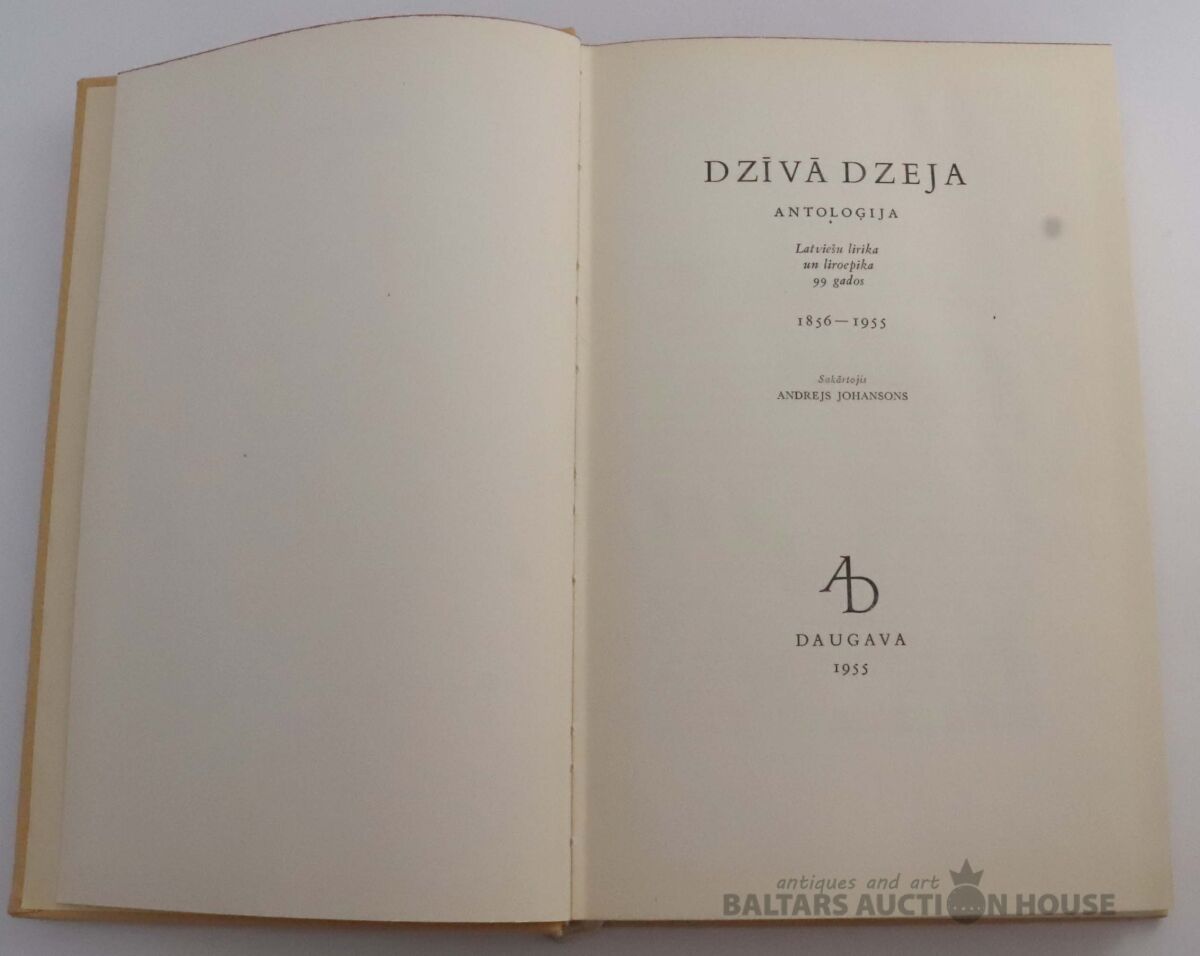 DZĪVĀ DZEJA
ANTOĻOĢIJA
Latviešu lirika
un liroepika
99 gados
1856—1955
Sakārtojis
ANDREJS JOHANSONS
AD
DAUGAVA
1955
antiques and art
BALTARS AUCTION HOUSE